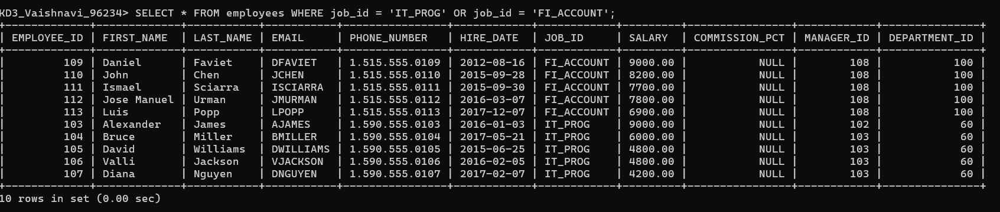 KD3_Vaishnavi_96234> SELECT * FROM employees WHERE job_id = 'IT_PROG' OR job_id = 'FI_ACCOUNT';
+-------------+-------------+-----------+-----------+----------------+------------+------------+---------+----------------+------------+---------------+
| EMPLOYEE_ID | FIRST_NAME  | LAST_NAME | EMAIL     | PHONE_NUMBER   | HIRE_DATE  | JOB_ID     | SALARY  | COMMISSION_PCT | MANAGER_ID | DEPARTMENT_ID |
+-------------+-------------+-----------+-----------+----------------+------------+------------+---------+----------------+------------+---------------+
|         109 | Daniel      | Faviet    | DFAVIET   | 1.515.555.0109 | 2012-08-16 | FI_ACCOUNT | 9000.00 |           NULL |        108 |           100 |
|         110 | John        | Chen      | JCHEN     | 1.515.555.0110 | 2015-09-28 | FI_ACCOUNT | 8200.00 |           NULL |        108 |           100 |
|         111 | Ismael      | Sciarra   | ISCIARRA  | 1.515.555.0111 | 2015-09-30 | FI_ACCOUNT | 7700.00 |           NULL |        108 |           100 |
|         112 | Jose Manuel | Urman     | JMURMAN   | 1.515.555.0112 | 2016-03-07 | FI_ACCOUNT | 7800.00 |           NULL |        108 |           100 |
|         113 | Luis        | Popp      | LPOPP     | 1.515.555.0113 | 2017-12-07 | FI_ACCOUNT | 6900.00 |           NULL |        108 |           100 |
|         103 | Alexander   | James     | AJAMES    | 1.590.555.0103 | 2016-01-03 | IT_PROG    | 9000.00 |           NULL |        102 |            60 |
|         104 | Bruce       | Miller    | BMILLER   | 1.590.555.0104 | 2017-05-21 | IT_PROG    | 6000.00 |           NULL |        103 |            60 |
|         105 | David       | Williams  | DWILLIAMS | 1.590.555.0105 | 2015-06-25 | IT_PROG    | 4800.00 |           NULL |        103 |            60 |
|         106 | Valli       | Jackson   | VJACKSON  | 1.590.555.0106 | 2016-02-05 | IT_PROG    | 4800.00 |           NULL |        103 |            60 |
|         107 | Diana       | Nguyen    | DNGUYEN   | 1.590.555.0107 | 2017-02-07 | IT_PROG    | 4200.00 |           NULL |        103 |            60 |
+-------------+-------------+-----------+-----------+----------------+------------+------------+---------+----------------+------------+---------------+
10 rows in set (0.00 sec)